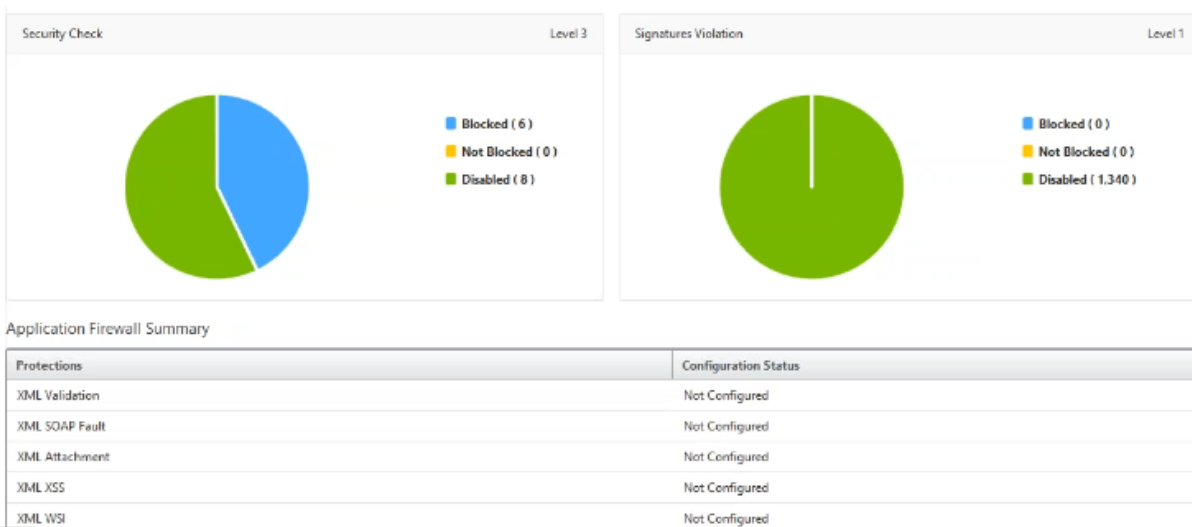 Security Check Level 3
Signatures Violation Level 1
Blocked ( 6 )
Not Blocked ( 0 )
Disabled ( 8 )
Blocked ( 0 )
Not Blocked ( 0 )
Disabled ( 1,340 )
Application Firewall Summary
Protections Configuration Status
XML Validation Not Configured
XML SOAP Fault Not Configured
XML Attachment Not Configured
XML XSS Not Configured
XML WSI Not Configured